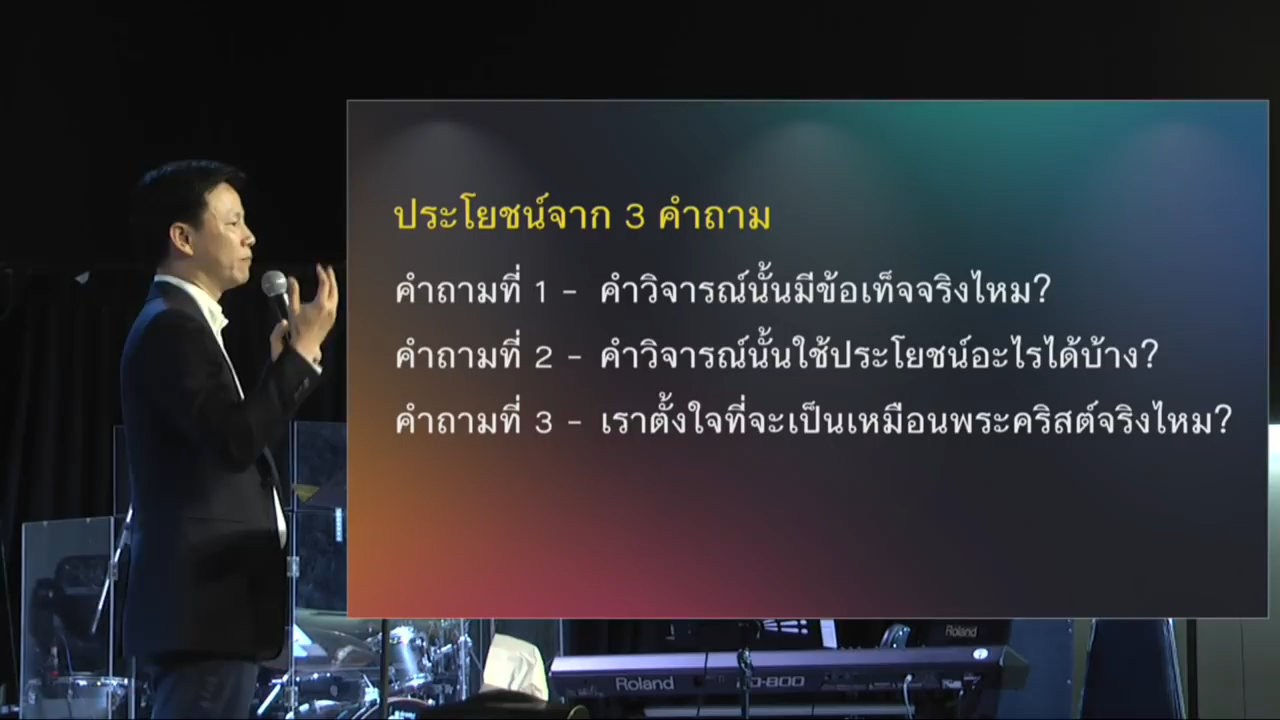 ประโยชน์จาก 3 คำถาม
คำถามที่ 1 - คำวิจารณ์นั้นมีข้อเท็จจริงไหม?
คำถามที่ 2 - คำวิจารณ์นั้นใช้ประโยชน์อะไรได้บ้าง?
คำถามที่ 3 - เราตั้งใจที่จะเป็นเหมือนพระคริสต์จริงไหม?
Roland
Roland